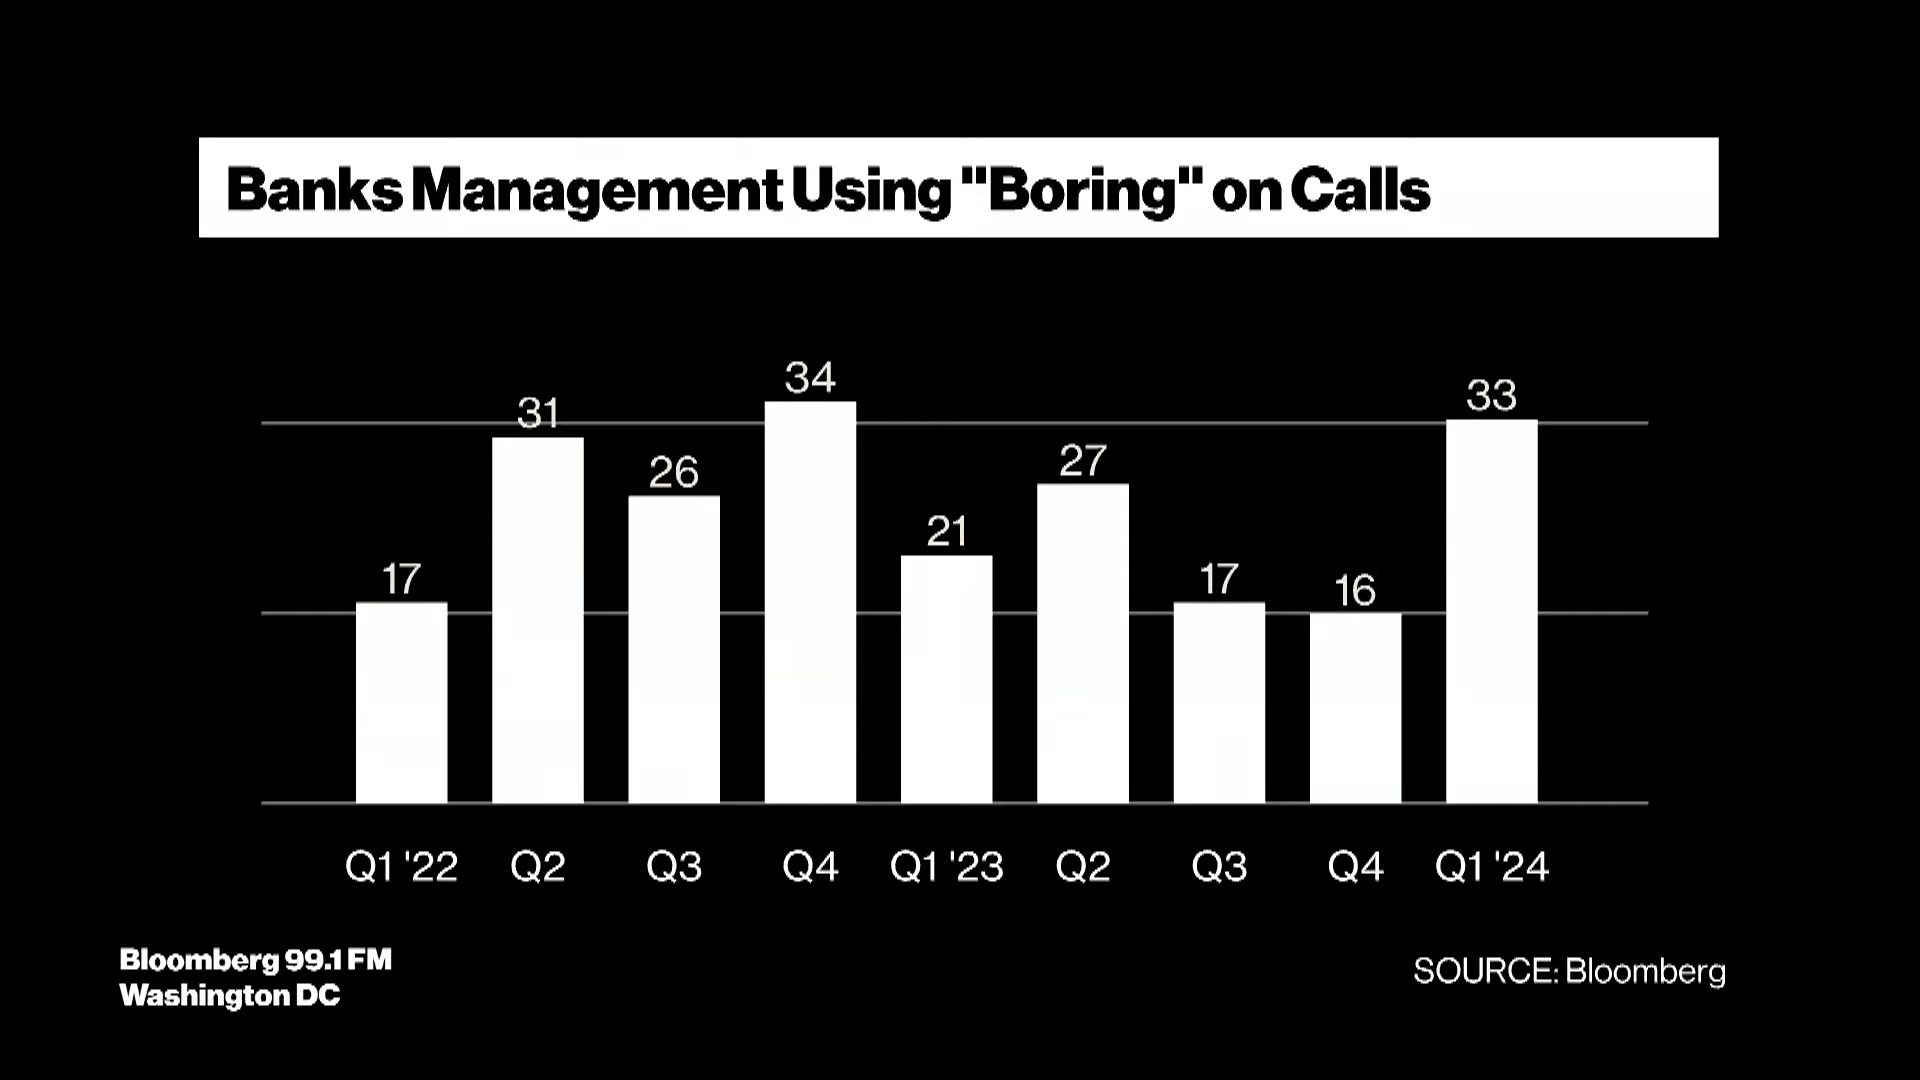 Banks Management Using "Boring" on Calls
17
31
26
34
21
27
17
16
33
Q1 '22
Q2
Q3
Q4
Q1 '23
Q2
Q3
Q4
Q1 '24
Bloomberg 99.1 FM
Washington DC
SOURCE: Bloomberg